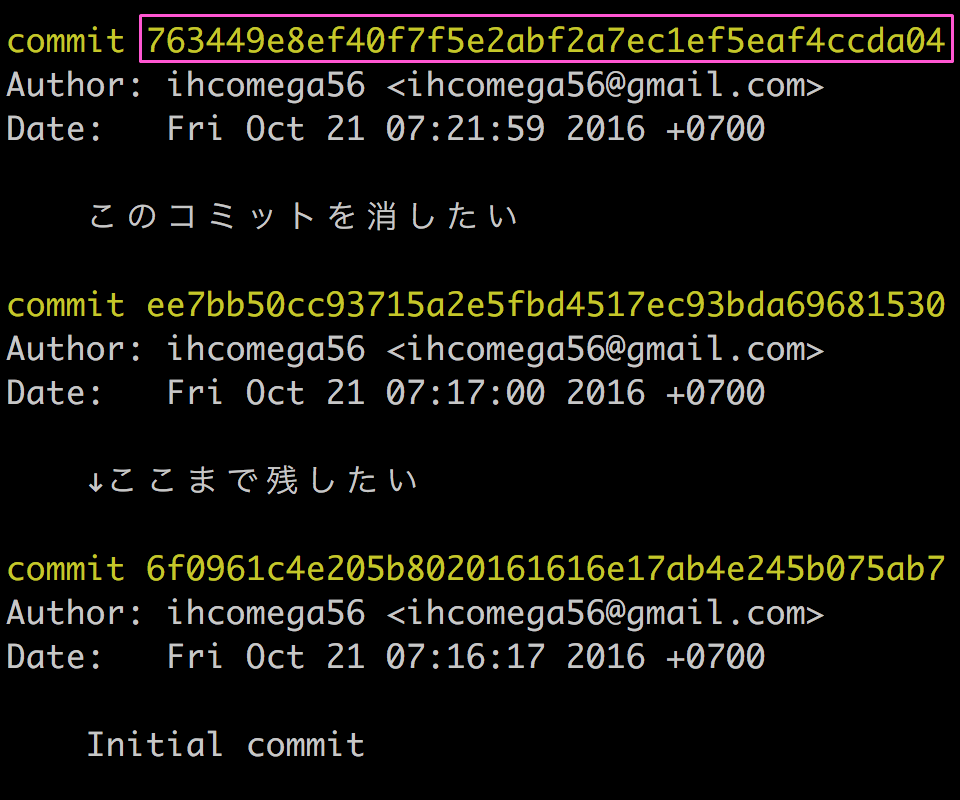 commit 763449e8ef40f7f5e2abf2a7ec1ef5eaf4ccda04
Author: ihcomega56 <ihcomega56@gmail.com>
Date:   Fri Oct 21 07:21:59 2016 +0700
このコミットを消したい
commit ee7bb50cc93715a2e5fbd4517ec93bda69681530
Author: ihcomega56 <ihcomega56@gmail.com>
Date:   Fri Oct 21 07:17:00 2016 +0700
↓ここまで残したい
commit 6f0961c4e205b8020161616e17ab4e245b075ab7
Author: ihcomega56 <ihcomega56@gmail.com>
Date:   Fri Oct 21 07:16:17 2016 +0700
Initial commit